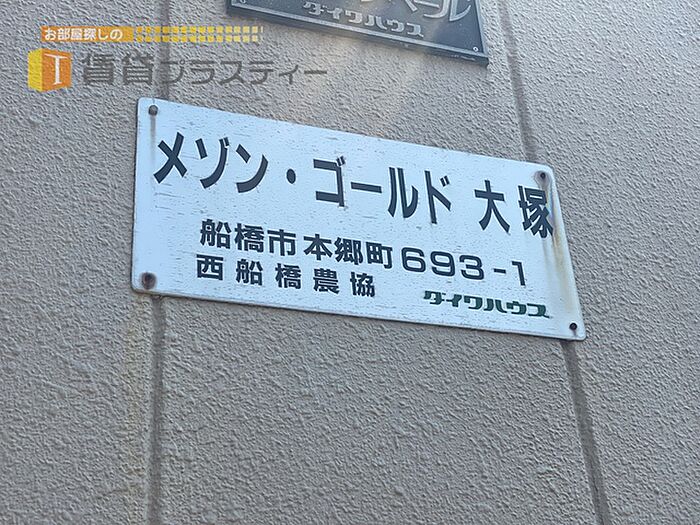 お部屋探しの
賃貸プラスティー
ール
ダイワハウス
メゾン・ゴールド 大塚
船橋市本郷町693-1
西船橋農協
ダイワハウス